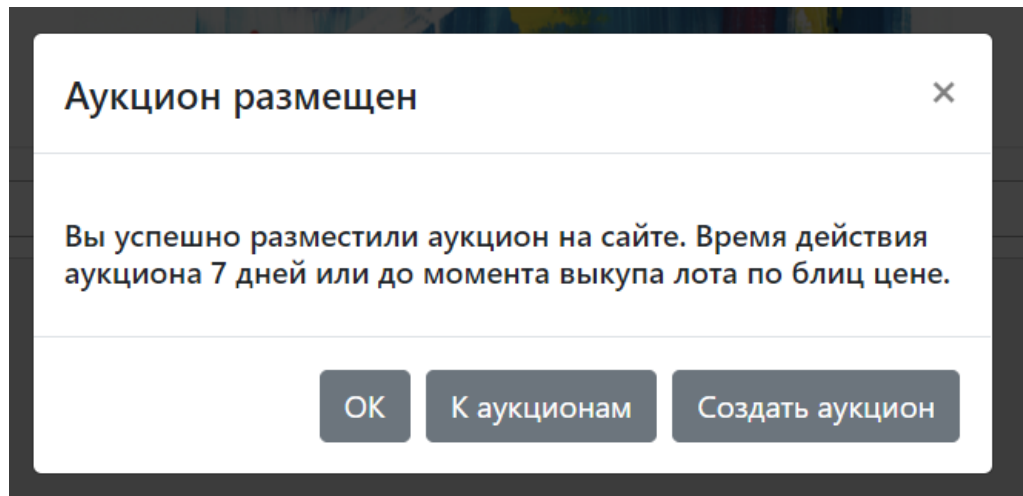 Аукцион размещен
×
Вы успешно разместили аукцион на сайте. Время действия
аукциона 7 дней или до момента выкупа лота по блиц цене.
ОК
К аукционам
Создать аукцион